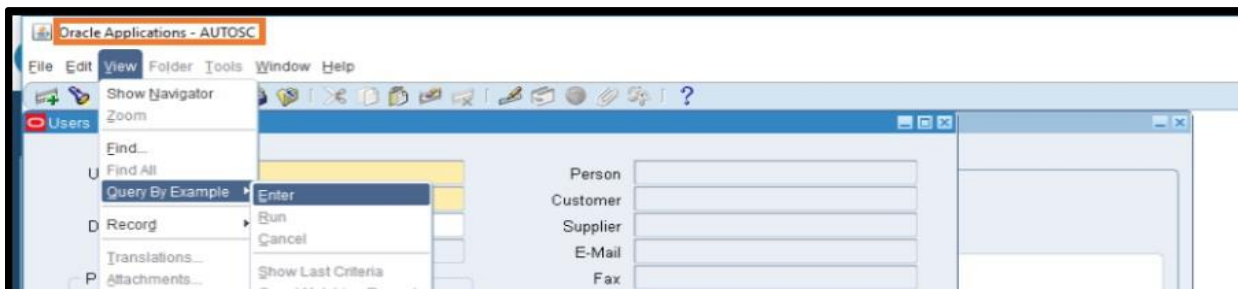 Oracle Applications - AUTOSC
File Edit View Folder Tools Window Help
Show Navigator
Zoom
Users
Find...
Find All
U
Person
Query By Example
Enter
Customer
D
Record
Run
Supplier
Cancel
Translations...
E-Mail
P
Attachments...
Show Last Criteria
Fax